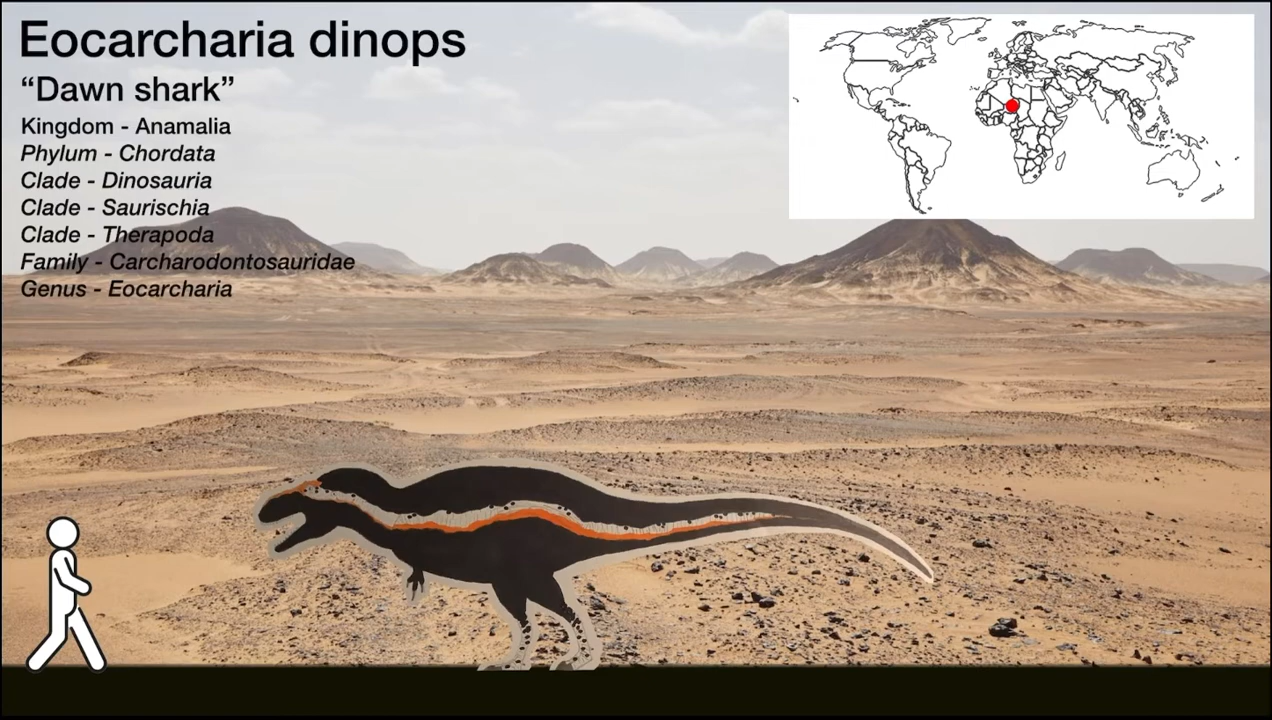 Eocarcharia dinops
“Dawn shark”
Kingdom - Anamalia
Phylum - Chordata
Clade - Dinosauria
Clade - Saurischia
Clade - Therapoda
Family - Carcharodontosauridae
Genus - Eocarcharia